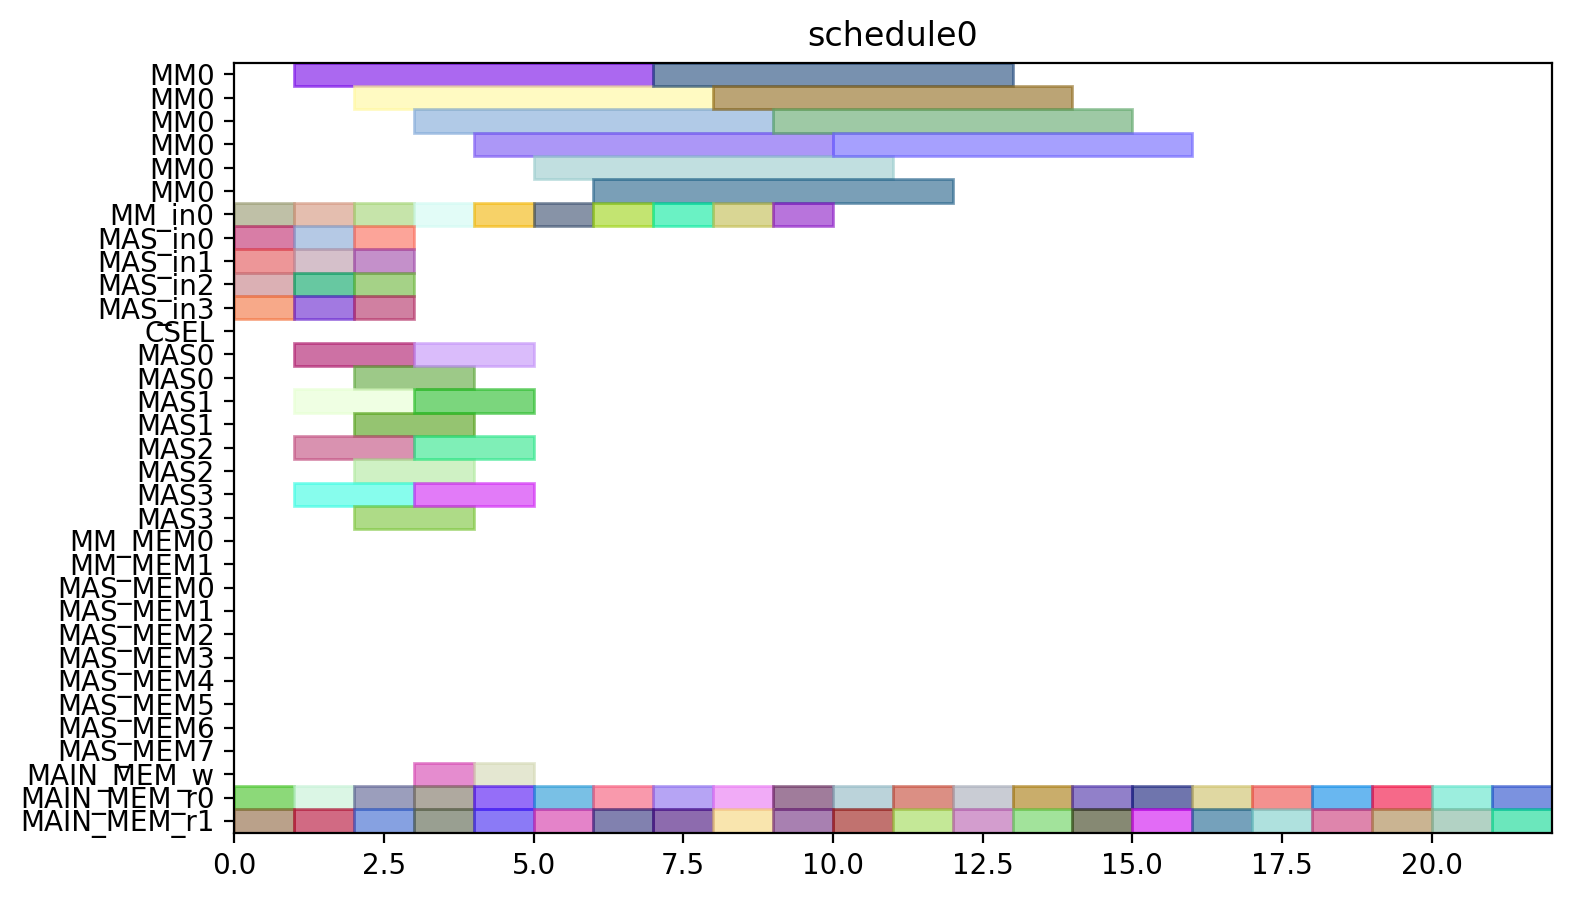 schedule0
MM0
MM0
MM0
MM0
MM0
MM0
MM_in0
MAS_in0
MAS_in1
MAS_in2
MAS_in3
CSEL
MAS0
MAS0
MAS1
MAS1
MAS2
MAS2
MAS3
MAS3
MM_MEM0
MM_MEM1
MAS_MEM0
MAS_MEM1
MAS_MEM2
MAS_MEM3
MAS_MEM4
MAS_MEM5
MAS_MEM6
MAS_MEM7
MAIN_MEM_w
MAIN_MEM_r0
MAIN_MEM_r1
0.0 2.5 5.0 7.5 10.0 12.5 15.0 17.5 20.0